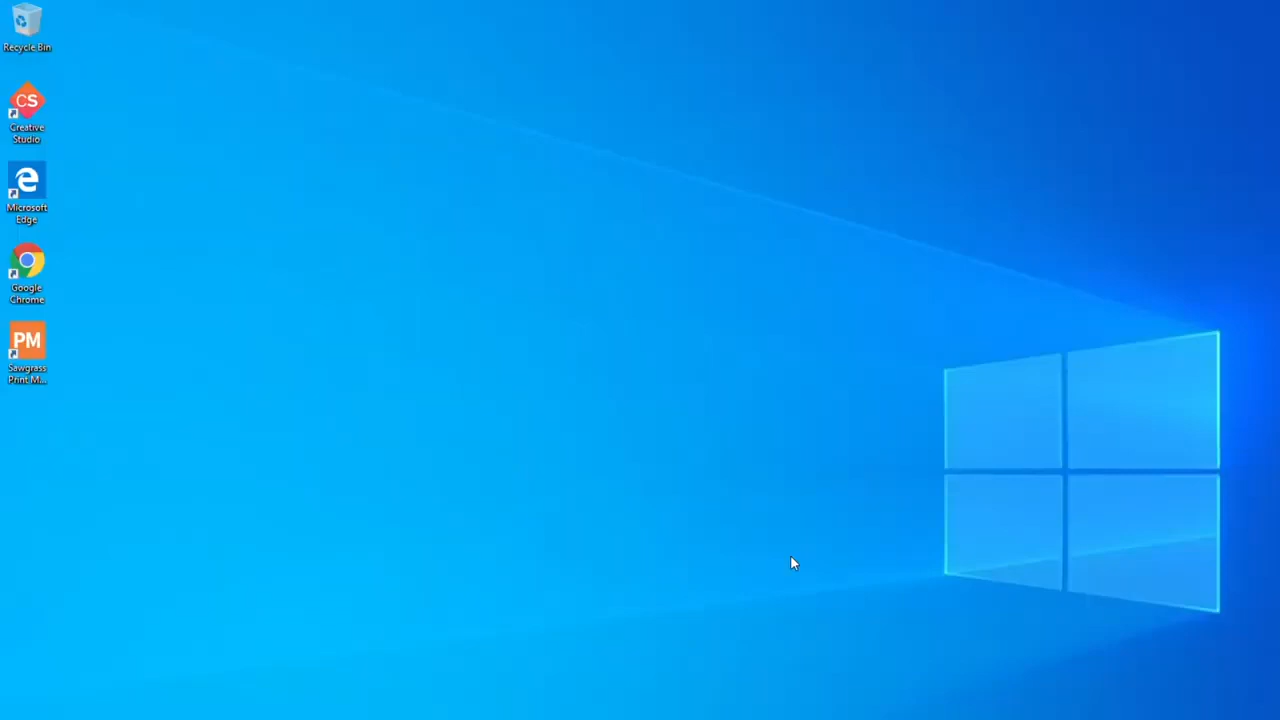 Recycle Bin
CS
Creative
Studio
Microsoft
Edge
Google
Chrome
PM
Sawgrass
Print M...